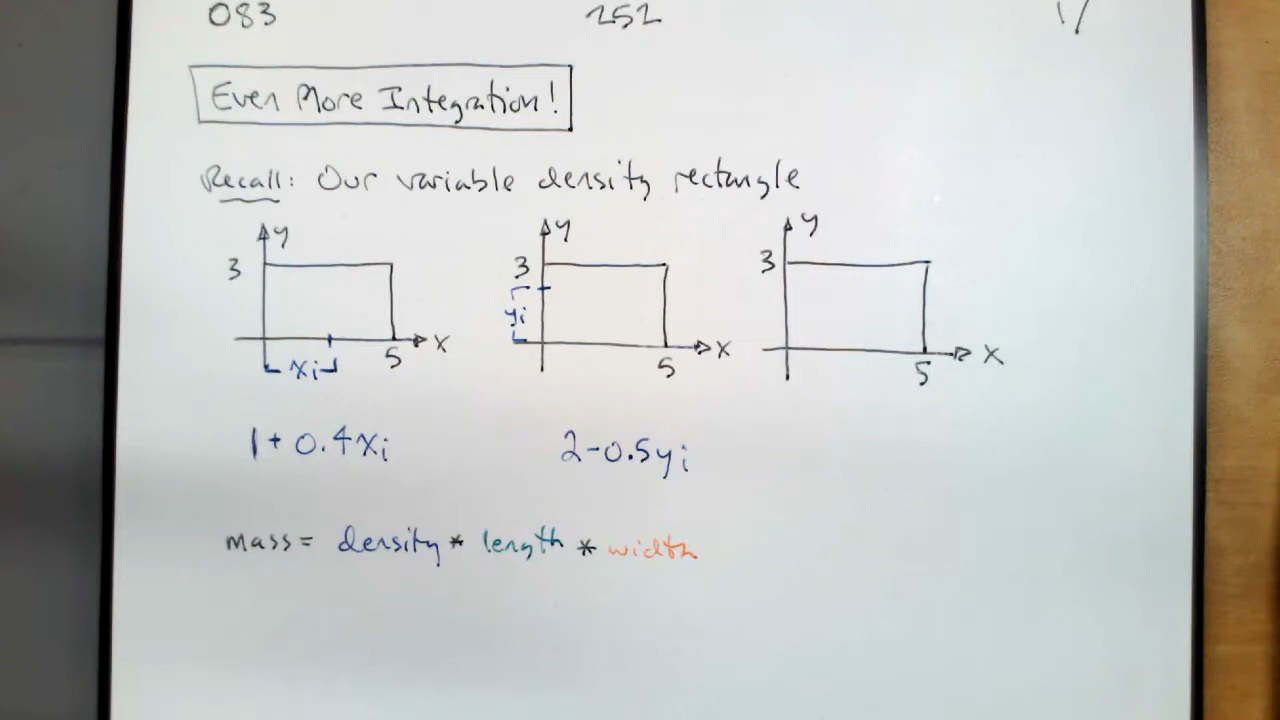 083 252 1/
Even More Integration!
Recall: Our variable density rectangle
y y y
3 3 3
yi
x x x
xi 5 5 5
1 + 0.4xi 2-0.5yi
mass = density * length * width